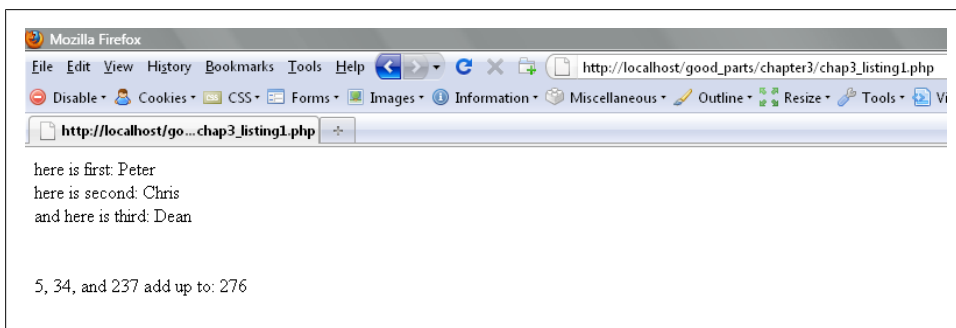 Mozilla Firefox
File Edit View History Bookmarks Tools Help http://localhost/good_parts/chapter3/chap3_listing1.php
Disable Cookies CSS Forms Images Information Miscellaneous Outline Resize Tools Vi
http://localhost/go...chap3_listing1.php
here is first: Peter
here is second: Chris
and here is third: Dean
5, 34, and 237 add up to: 276